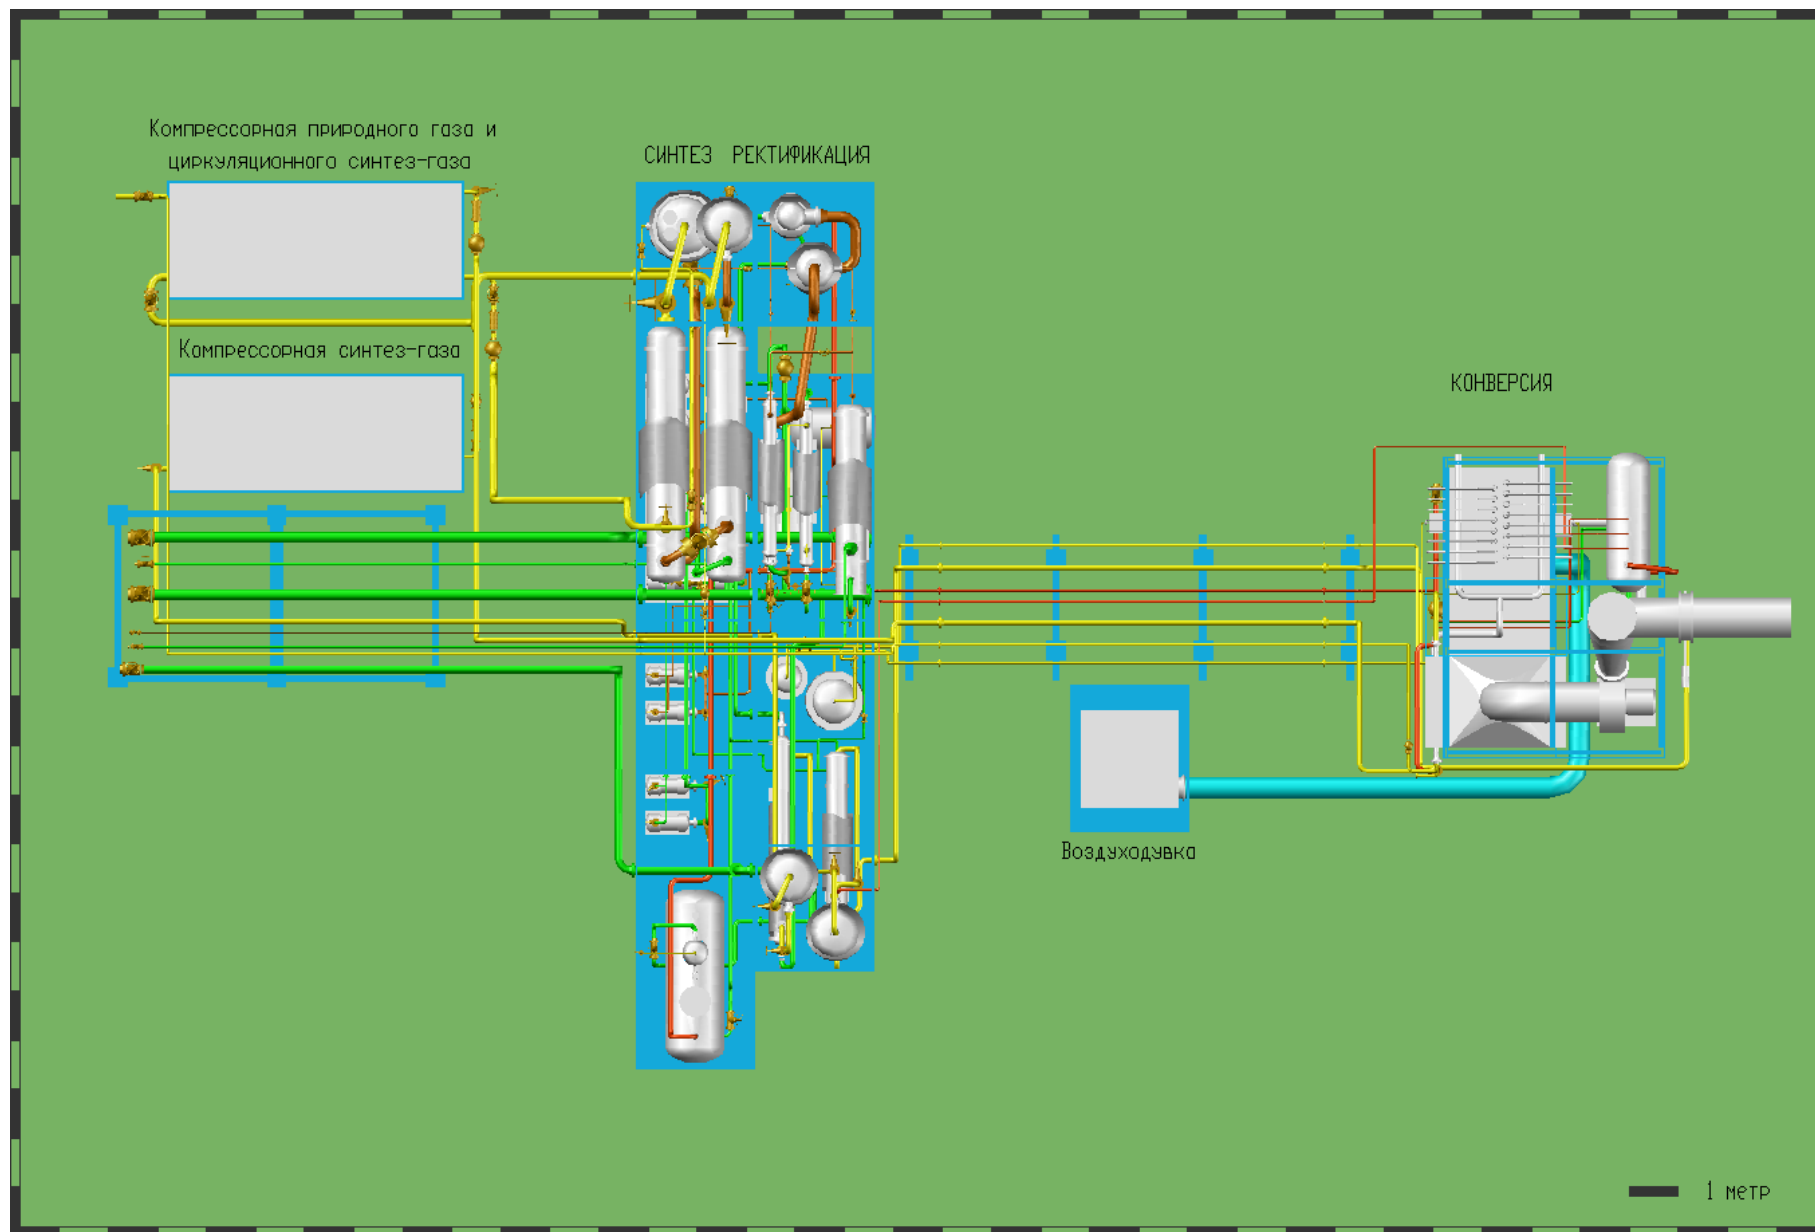 Компрессорная природного газа и
циркуляционного синтез-газа
СИНТЕЗ РЕКТИФИКАЦИЯ
Компрессорная синтез-газа
КОНВЕРСИЯ
Воздуходувка
1 метр